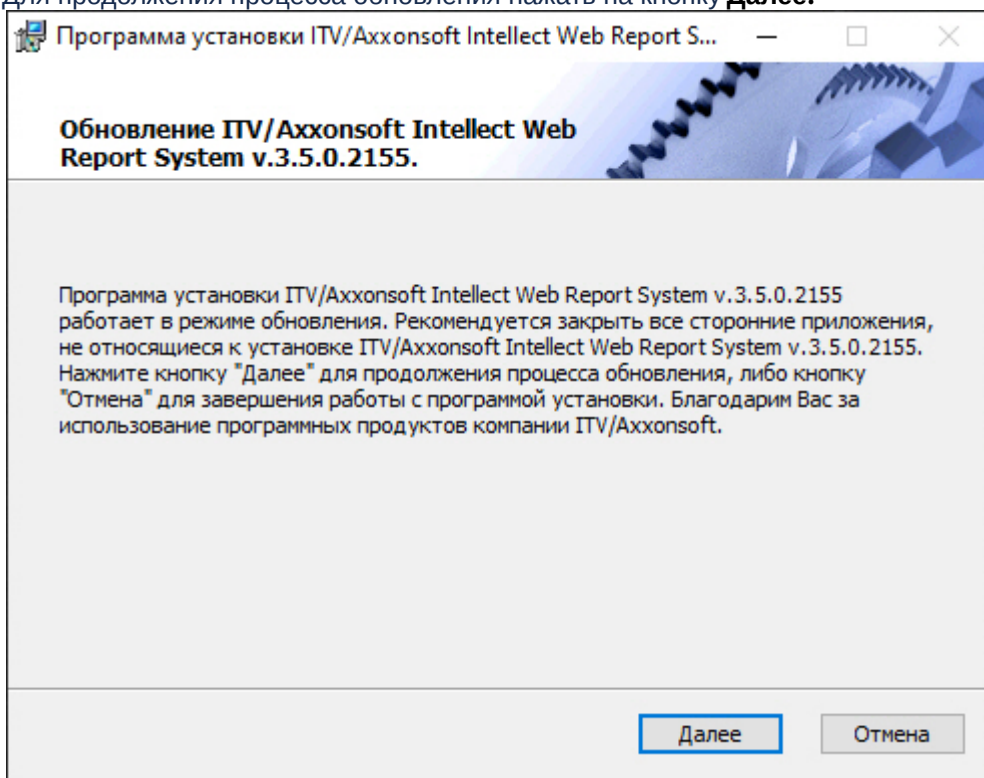 Для продолжения процесса обновления нажать на кнопку Далее.
Программа установки ITV/Axxonsoft Intellect Web Report S...
Обновление ITV/Axxonsoft Intellect Web
Report System v.3.5.0.2155.
Программа установки ITV/Axxonsoft Intellect Web Report System v.3.5.0.2155
работает в режиме обновления. Рекомендуется закрыть все сторонние приложения,
не относящиеся к установке ITV/Axxonsoft Intellect Web Report System v.3.5.0.2155.
Нажмите кнопку "Далее" для продолжения процесса обновления, либо кнопку
"Отмена" для завершения работы с программой установки. Благодарим Вас за
использование программных продуктов компании ITV/Axxonsoft.
Далее Отмена